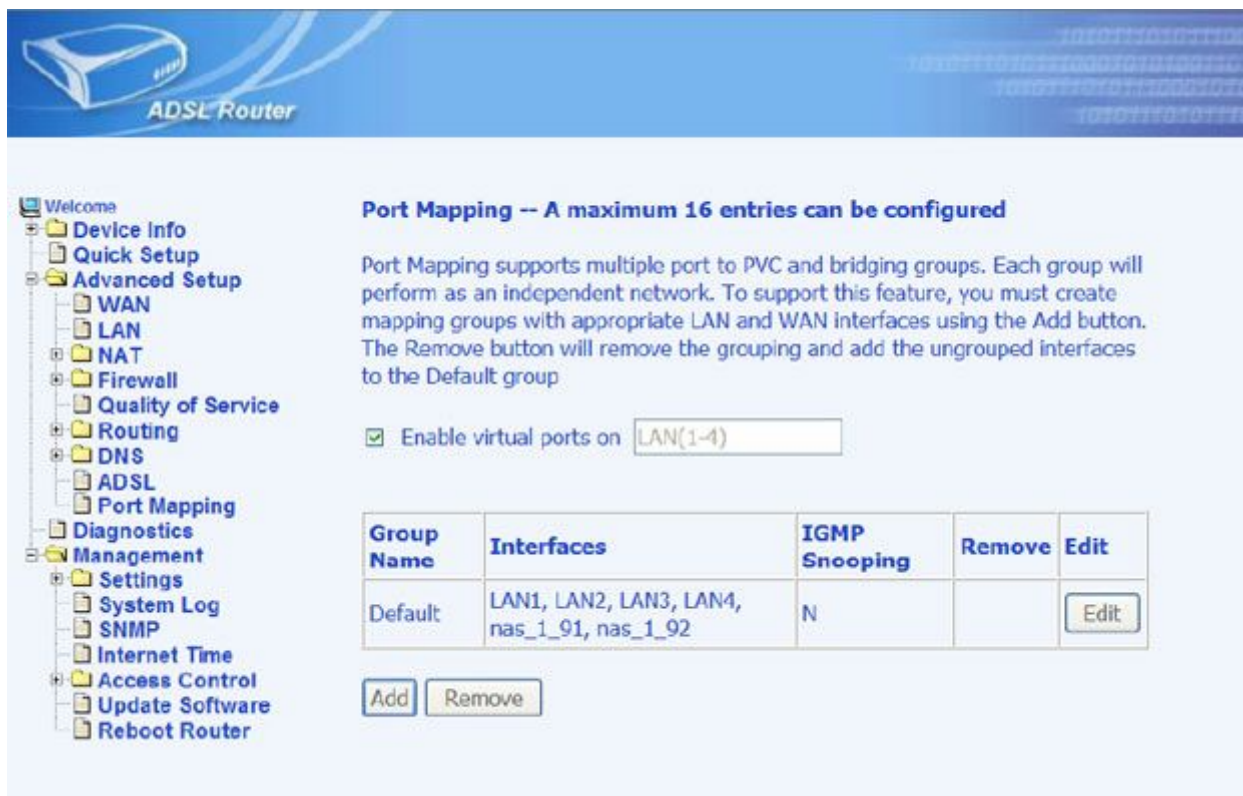 ADSL Router
Welcome
Device Info
Quick Setup
Advanced Setup
WAN
LAN
NAT
Firewall
Quality of Service
Routing
DNS
ADSL
Port Mapping
Diagnostics
Management
Settings
System Log
SNMP
Internet Time
Access Control
Update Software
Reboot Router
Port Mapping -- A maximum 16 entries can be configured
Port Mapping supports multiple port to PVC and bridging groups. Each group will
perform as an independent network. To support this feature, you must create
mapping groups with appropriate LAN and WAN interfaces using the Add button.
The Remove button will remove the grouping and add the ungrouped interfaces
to the Default group
Enable virtual ports on LAN(1-4)
Group Name Interfaces IGMP Snooping Remove Edit
Default LAN1, LAN2, LAN3, LAN4, nas_1_91, nas_1_92 N Edit
Add Remove